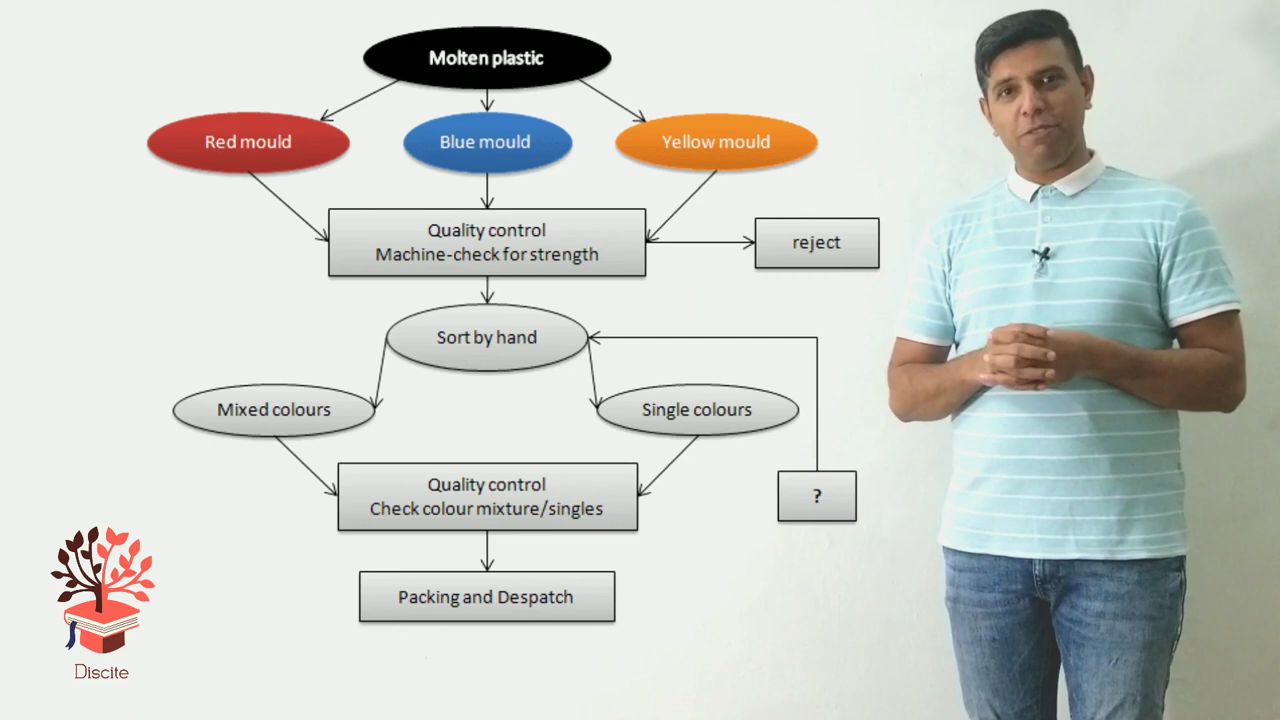 Molten plastic
Red mould
Blue mould
Yellow mould
Quality control
Machine-check for strength
reject
Sort by hand
Mixed colours
Single colours
Quality control
Check colour mixture/singles
?
Packing and Despatch
Discite